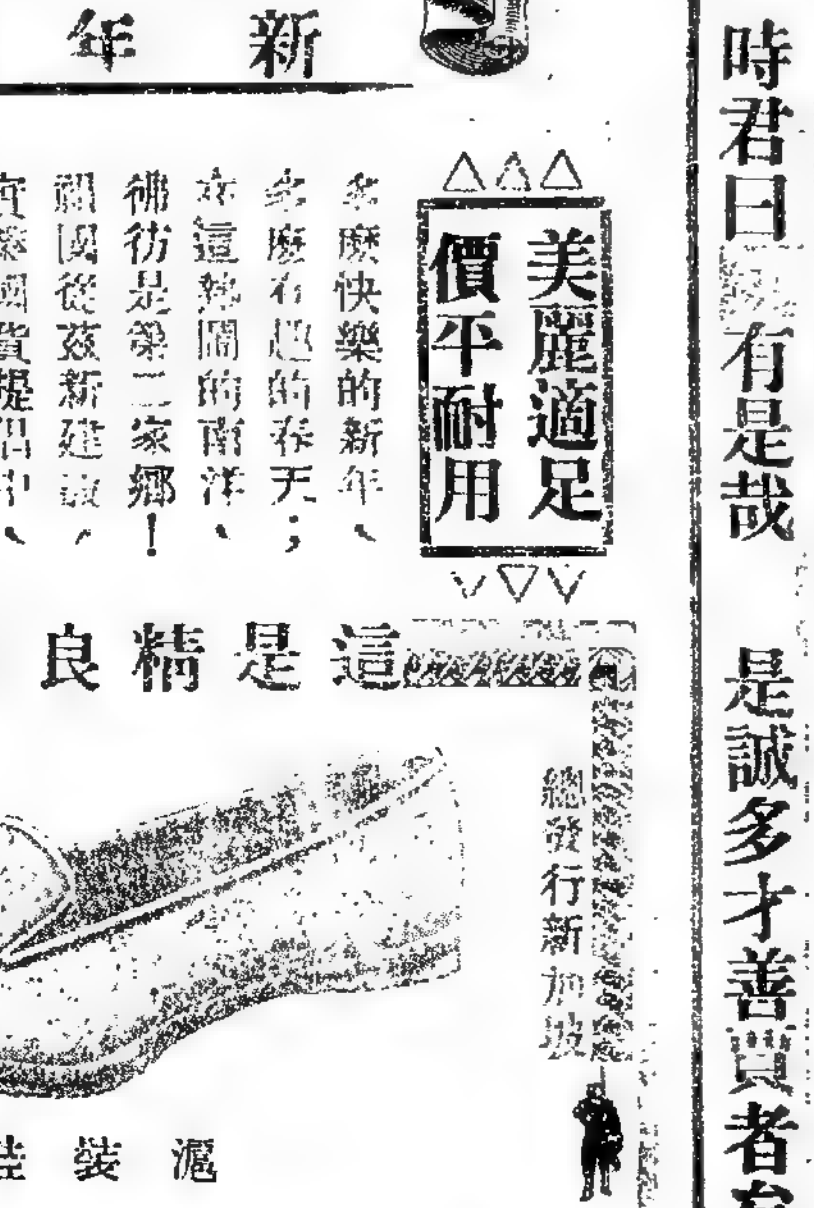 時君曰
有是哉 是誠多才善賈者
新年
美麗適足
價平耐用
多麼快樂的新年、
多麼有趣的春天；
在這熱鬧的南洋、
彿彷是第二家鄉！
祖國從茲新建設，
國貨提倡中、
這是精良
總發行新加坡
滬裝